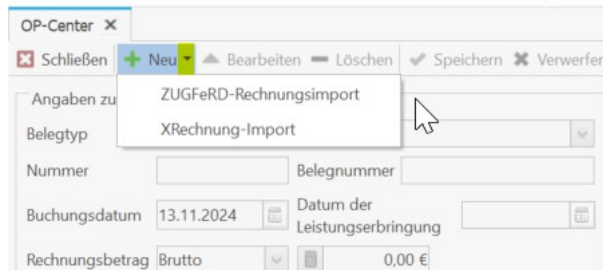 OP-Center
Schließen Neu Bearbeiten Löschen Speichern Verwerfen
ZUGFeRD-Rechnungsimport
Angaben zu
XRechnung-Import
Belegtyp
Nummer Belegnummer
Buchungsdatum 13.11.2024 Datum der
Leistungserbringung
Rechnungsbetrag Brutto 0,00 €